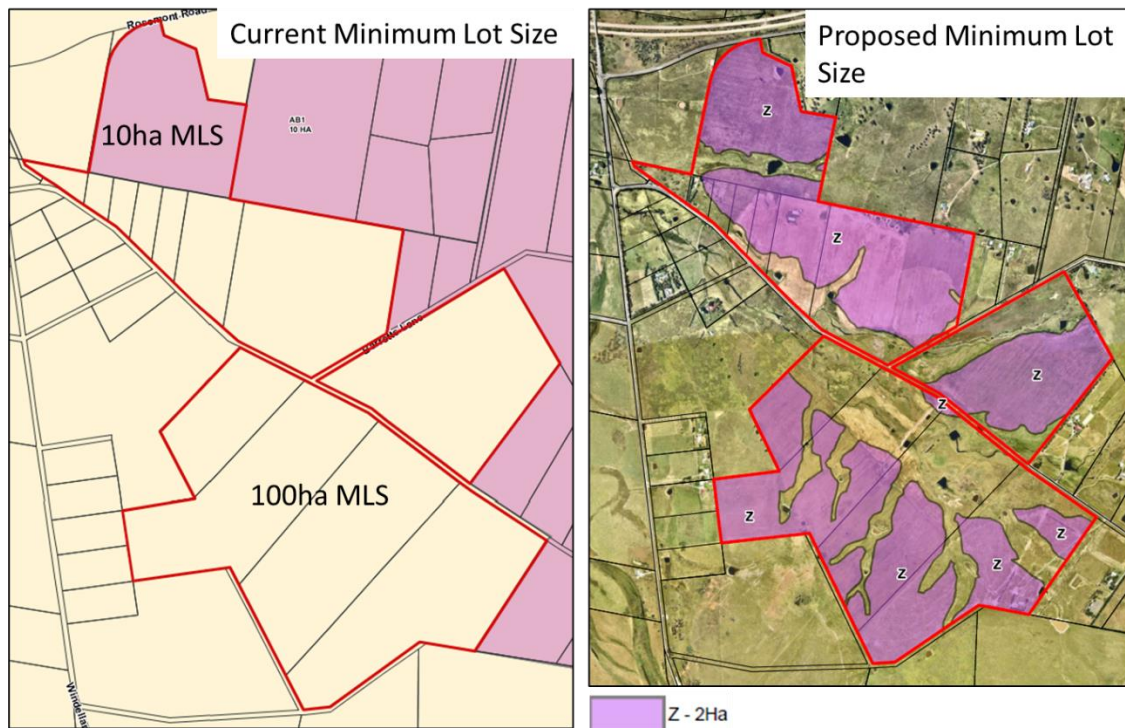 Current Minimum Lot Size
Rosemont Road
AB1
10 HA
10ha MLS
100ha MLS
Proposed Minimum Lot
Size
Z
Z
Z
Z
Z
Z
Z
Z
Z - 2Ha